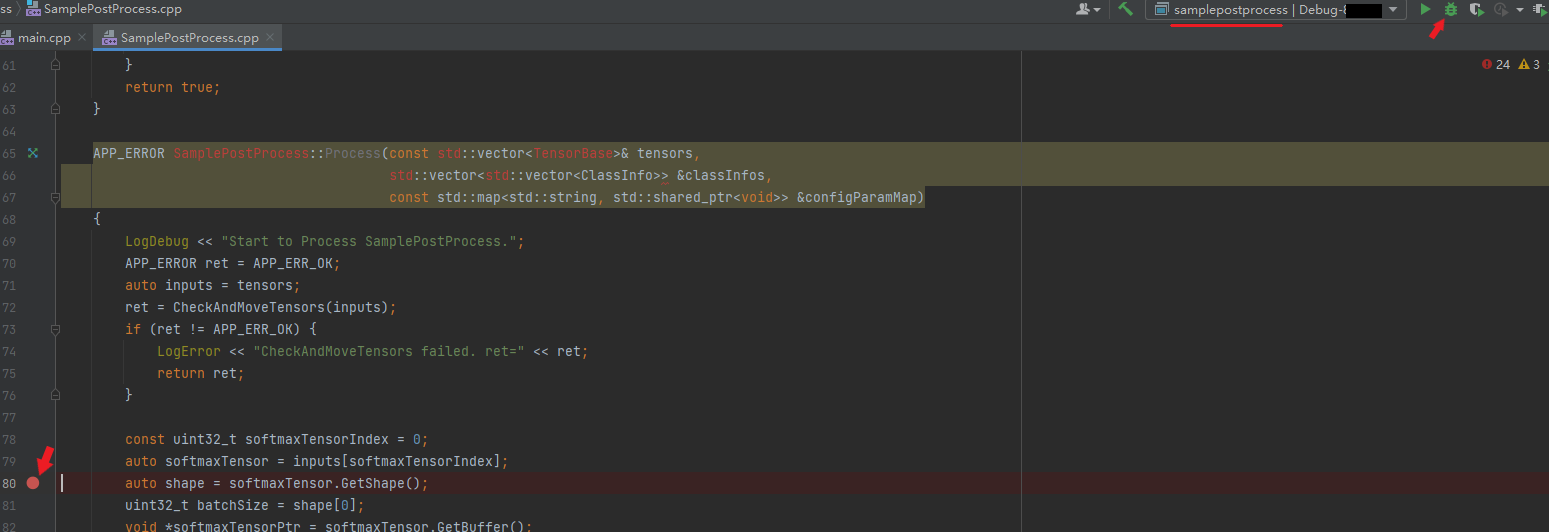 ss SamplePostProcess.cpp
samplepostprocess | Debug-
main.cpp SamplePostProcess.cpp
24 3
61 }
62 return true;
63 }
64
65 APP_ERROR SamplePostProcess::Process(const std::vector<TensorBase>& tensors,
66 std::vector<std::vector<ClassInfo>> &classInfos,
67 const std::map<std::string, std::shared_ptr<void>> &configParamMap)
68 {
69 LogDebug << "Start to Process SamplePostProcess.";
70 APP_ERROR ret = APP_ERR_OK;
71 auto inputs = tensors;
72 ret = CheckAndMoveTensors(inputs);
73 if (ret != APP_ERR_OK) {
74 LogError << "CheckAndMoveTensors failed. ret=" << ret;
75 return ret;
76 }
77
78 const uint32_t softmaxTensorIndex = 0;
79 auto softmaxTensor = inputs[softmaxTensorIndex];
80 auto shape = softmaxTensor.GetShape();
81 uint32_t batchSize = shape[0];
82 void *softmaxTensorPtr = softmaxTensor.GetBuffer();